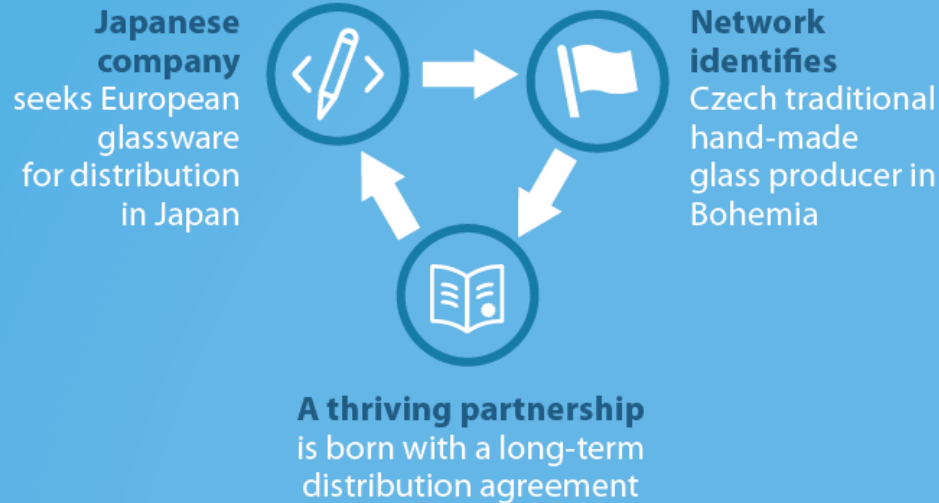 Japanese
company
seeks European
glassware
for distribution
in Japan
Network
identifies
Czech traditional
hand-made
glass producer in
Bohemia
A thriving partnership
is born with a long-term
distribution agreement